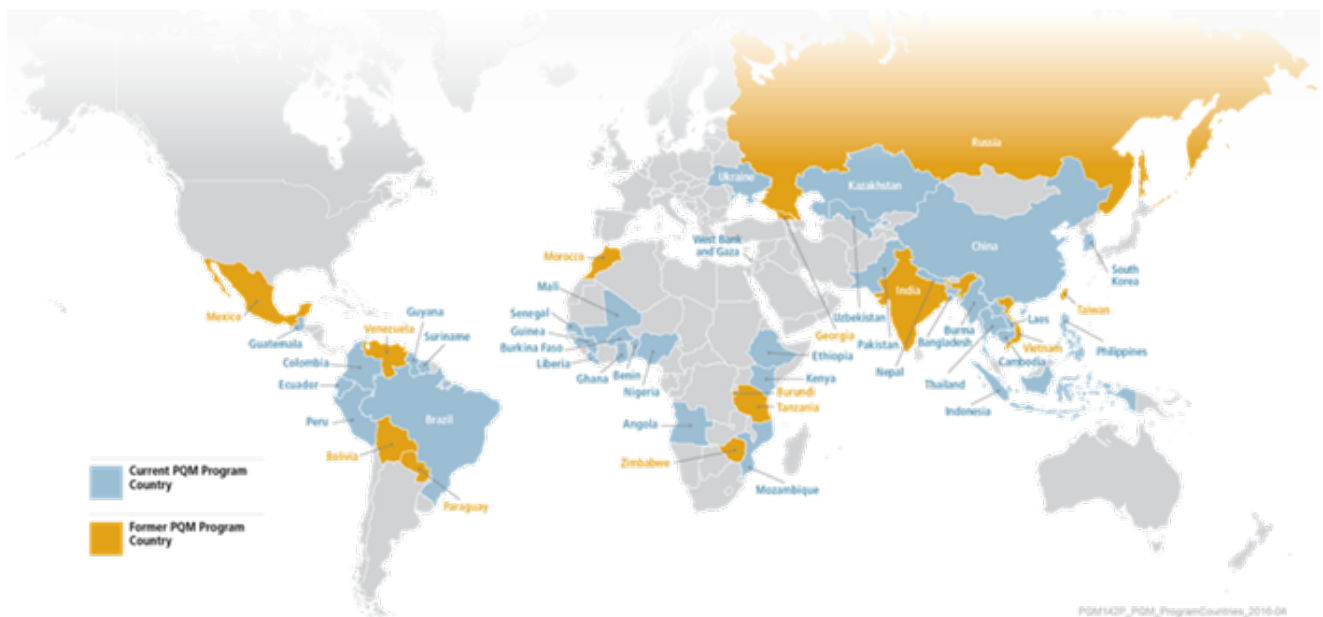 Russia
Ukraine
Kazakhstan
West Bank
and Gaza
China
Morocco
South
Korea
Mali
India
Mexico
Guyana
Senegal
Uzbekistan
Laos
Taiwan
Guatemala
Venezuela
Suriname
Guinea
Georgia
Pakistan
Burma
Bangladesh
Vietnam
Philippines
Colombia
Burkina Faso
Ethiopia
Cambodia
Liberia
Nepal
Ecuador
Ghana
Benin
Kenya
Thailand
Nigeria
Burundi
Tanzania
Indonesia
Peru
Brazil
Angola
Bolivia
Zimbabwe
Mozambique
Paraguay
Current PQM Program
Country
Former PQM Program
Country
PGM142P_PQM_ProgramCountries_2016-04